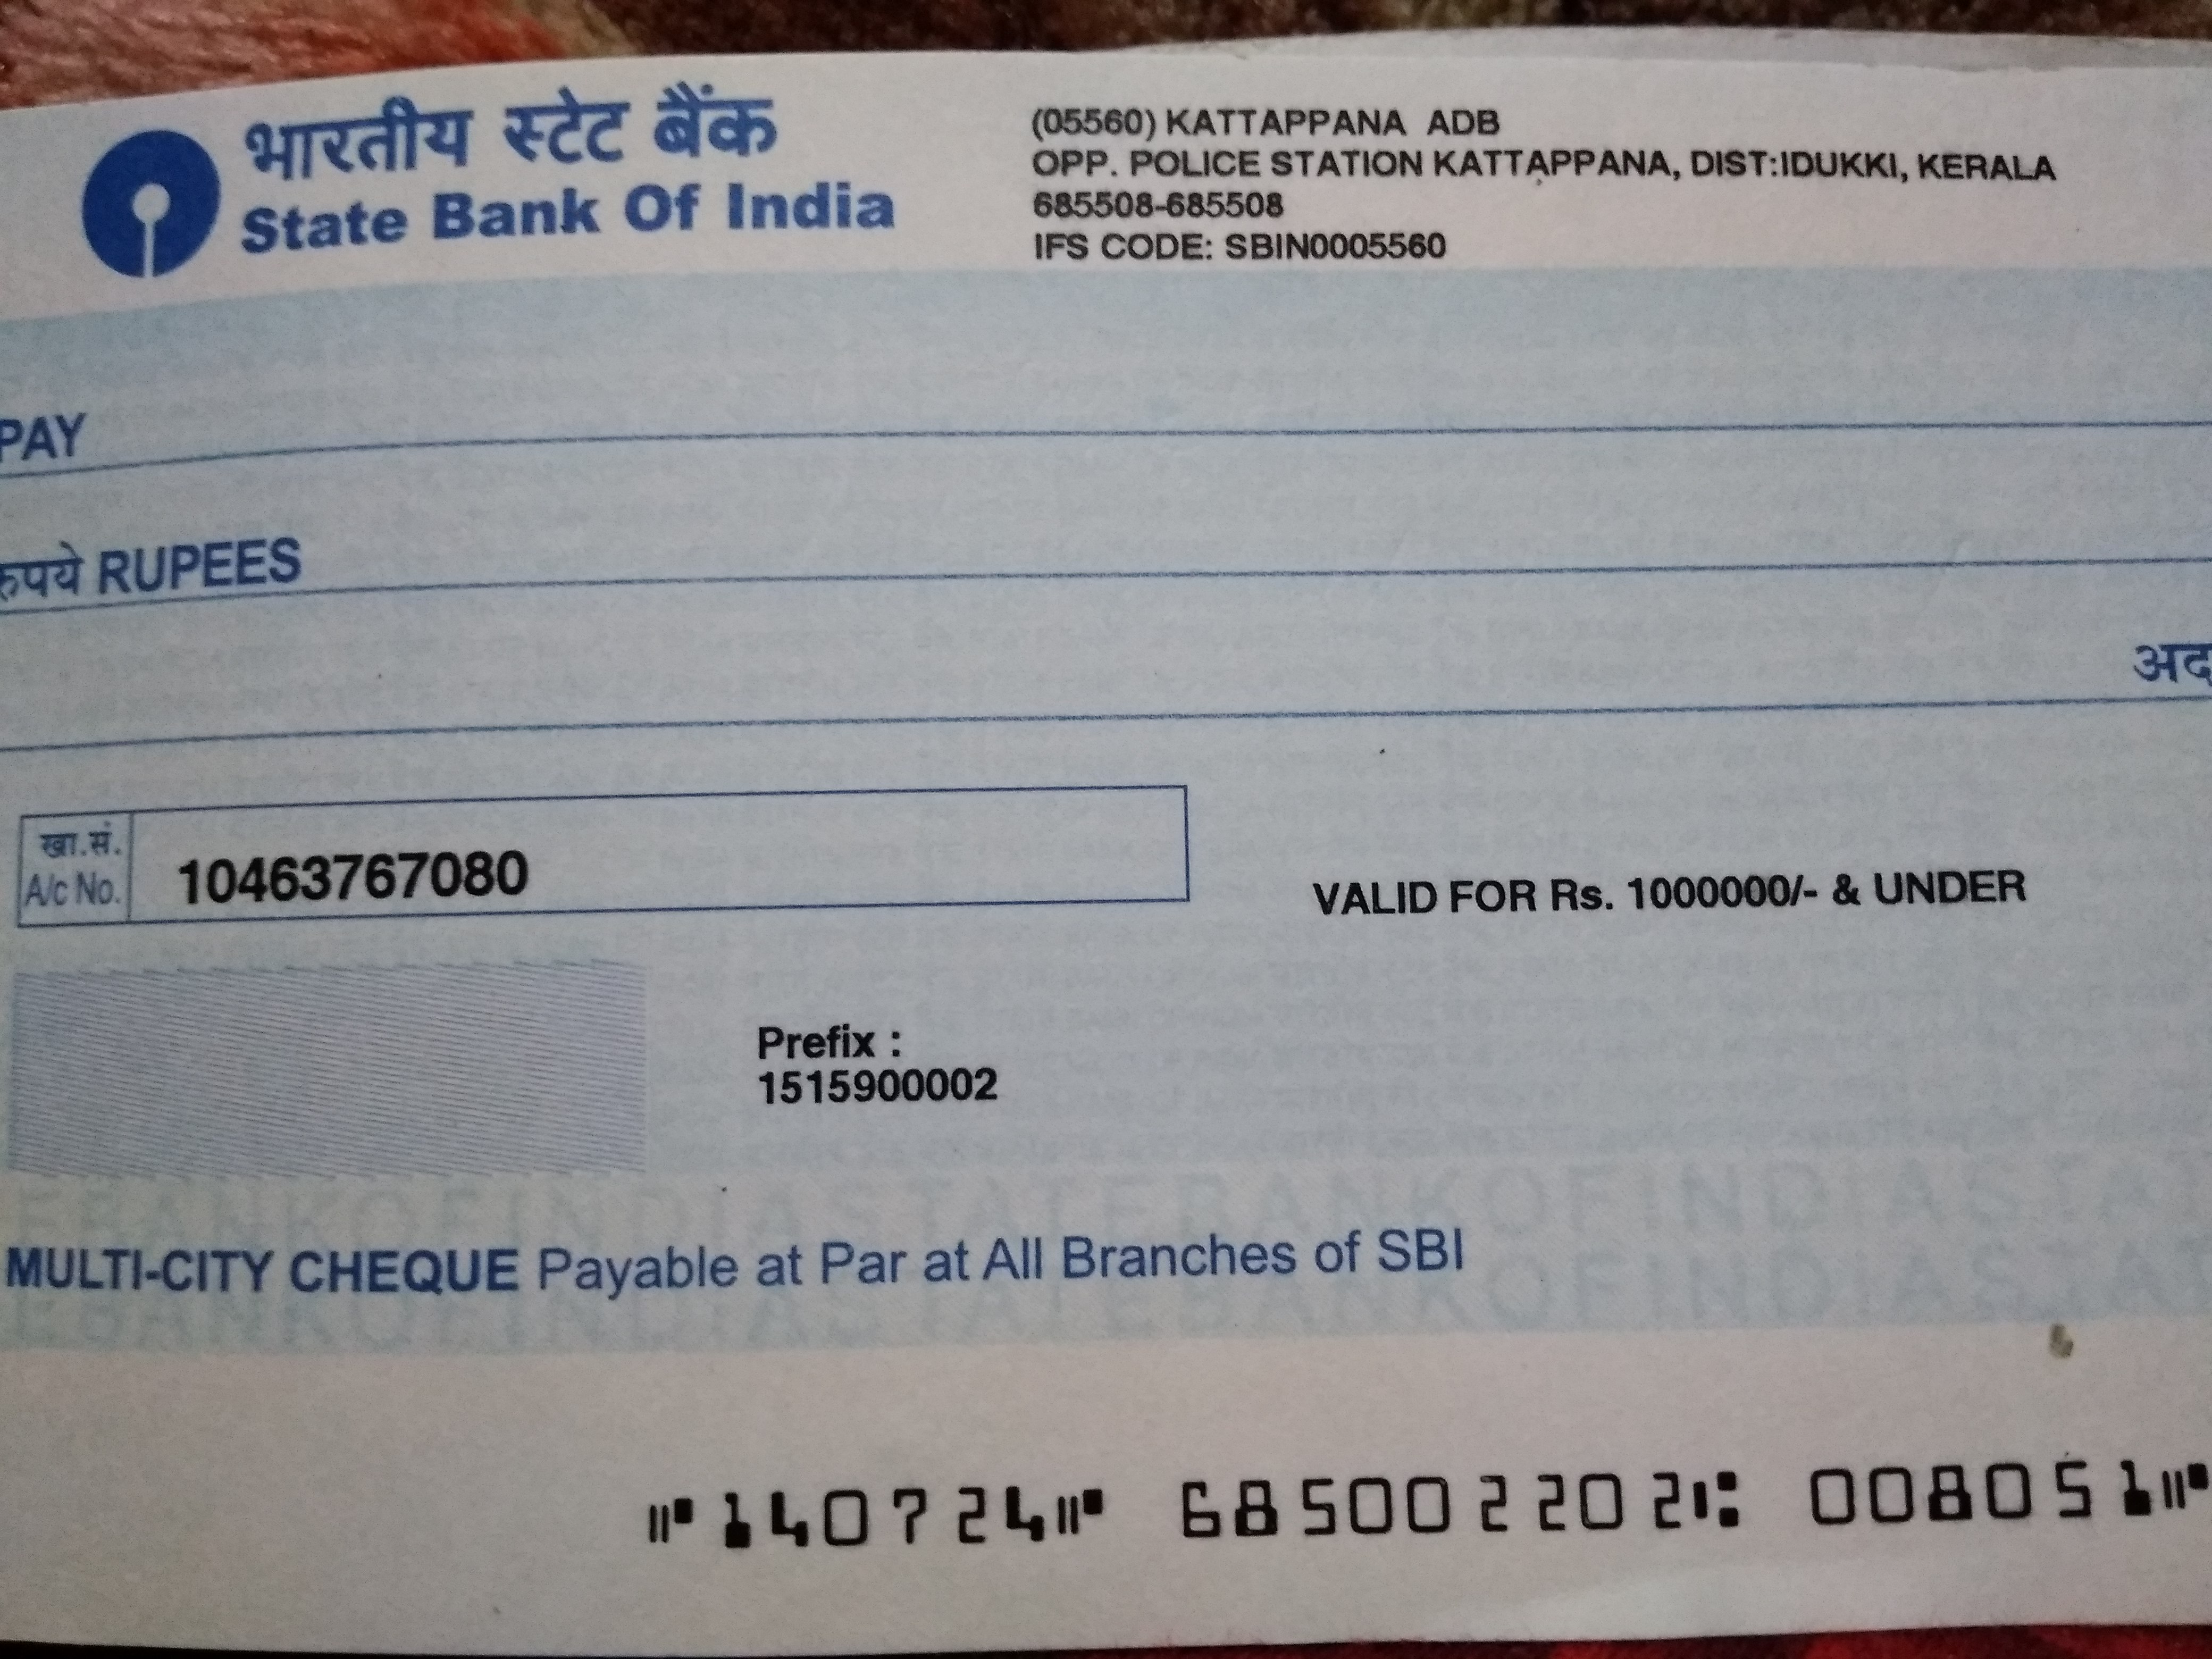 भारतीय स्टेट बैंक
State Bank Of India
(05560) KATTAPPANA ADB
OPP. POLICE STATION KATTAPPANA, DIST:IDUKKI, KERALA
685508-685508
IFS CODE: SBIN0005560
PAY
रुपये RUPEES
अद
खा.सं.
A/c No.
10463767080
VALID FOR Rs. 1000000/- & UNDER
Prefix :
1515900002
EBANKOFINDIASTATEBANKOFINDIASTA
MULTI-CITY CHEQUE Payable at Par at All Branches of SBI
EBANKOFINDIASTATEBANKOFINDIASTAT
⑈140724⑈ 685002202⑆ 008051⑈